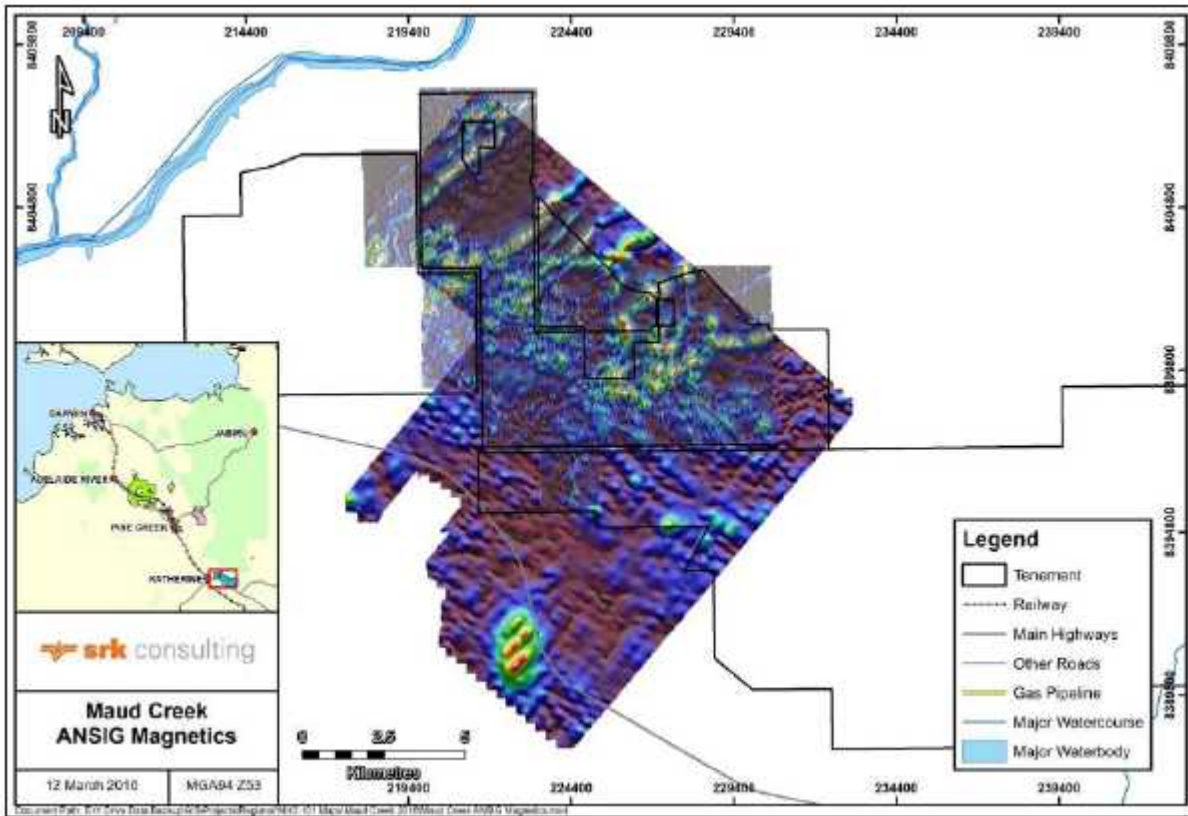 209400 214400 219400 224400 229400 234400 239400
8409800 8409800
N
8404800 8404800
8399800
8394800
DARWIN
JABIRU
ADELAIDE RIVER
PINE CREEK
KATHERINE
srk consulting
Maud Creek
ANSIG Magnetics
12 March 2010 MGA94 Z53
0 2.5 5
Kilometres
Legend
Tenement
Railway
Main Highways
Other Roads
Gas Pipeline
Major Watercourse
Major Waterbody
219400 224400 229400 234400 239400